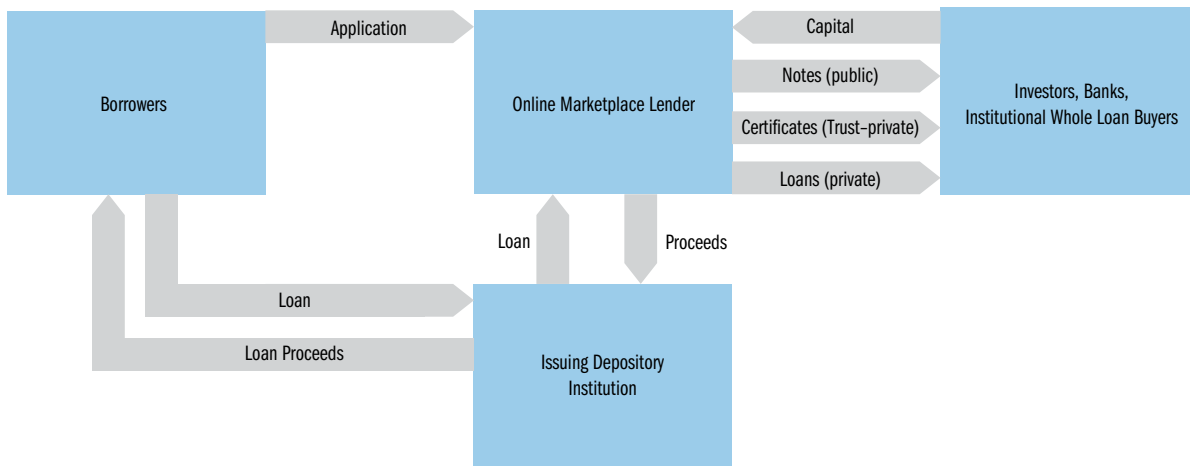 Application
Capital
Borrowers
Online Marketplace Lender
Notes (public)
Investors, Banks,
Institutional Whole Loan Buyers
Certificates (Trust–private)
Loans (private)
Loan
Proceeds
Loan
Loan Proceeds
Issuing Depository
Institution